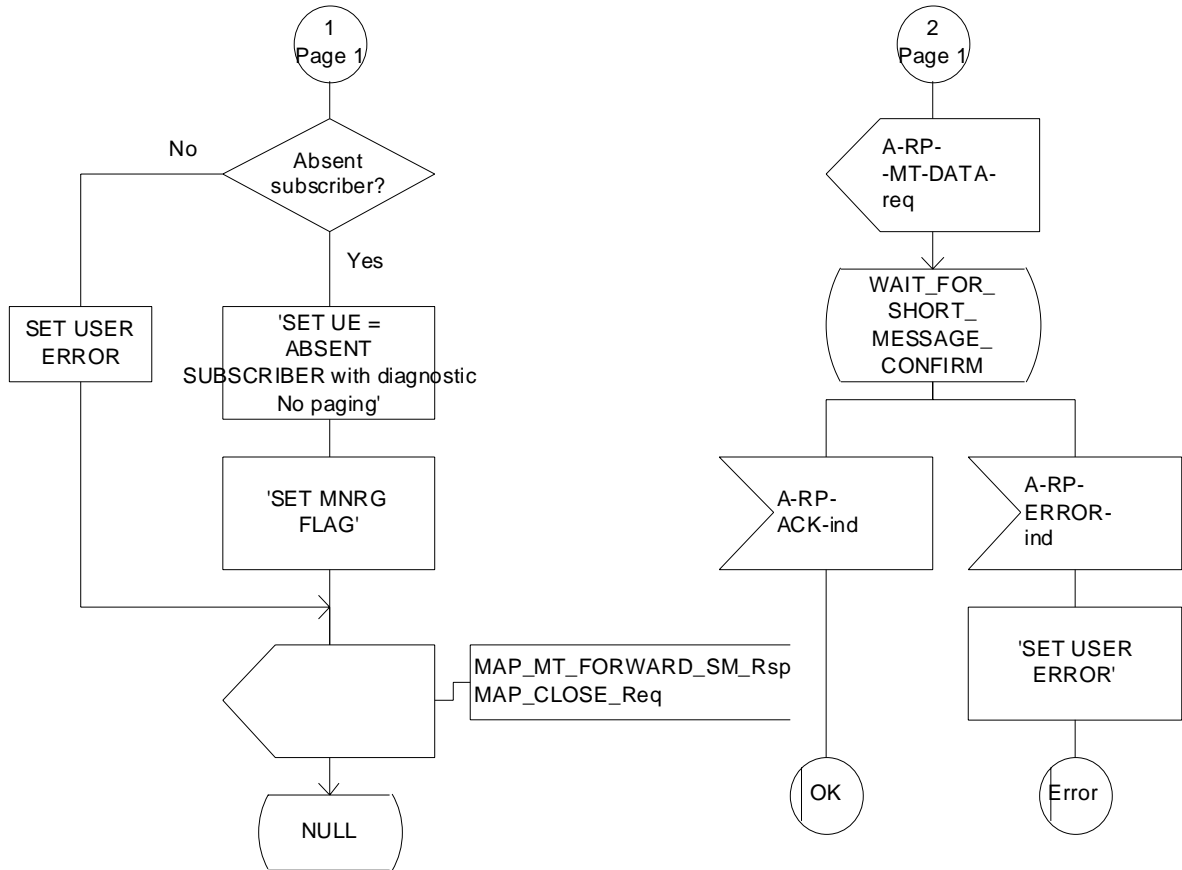 1
Page 1
No
Absent
subscriber?
Yes
SET USER
ERROR
'SET UE =
ABSENT
SUBSCRIBER with diagnostic
No paging'
'SET MNRG
FLAG'
MAP_MT_FORWARD_SM_Rsp
MAP_CLOSE_Req
NULL
2
Page 1
A-RP-
-MT-DATA-
req
WAIT_FOR_
SHORT_
MESSAGE_
CONFIRM
A-RP-
ACK-ind
A-RP-
ERROR-
ind
'SET USER
ERROR'
OK
Error